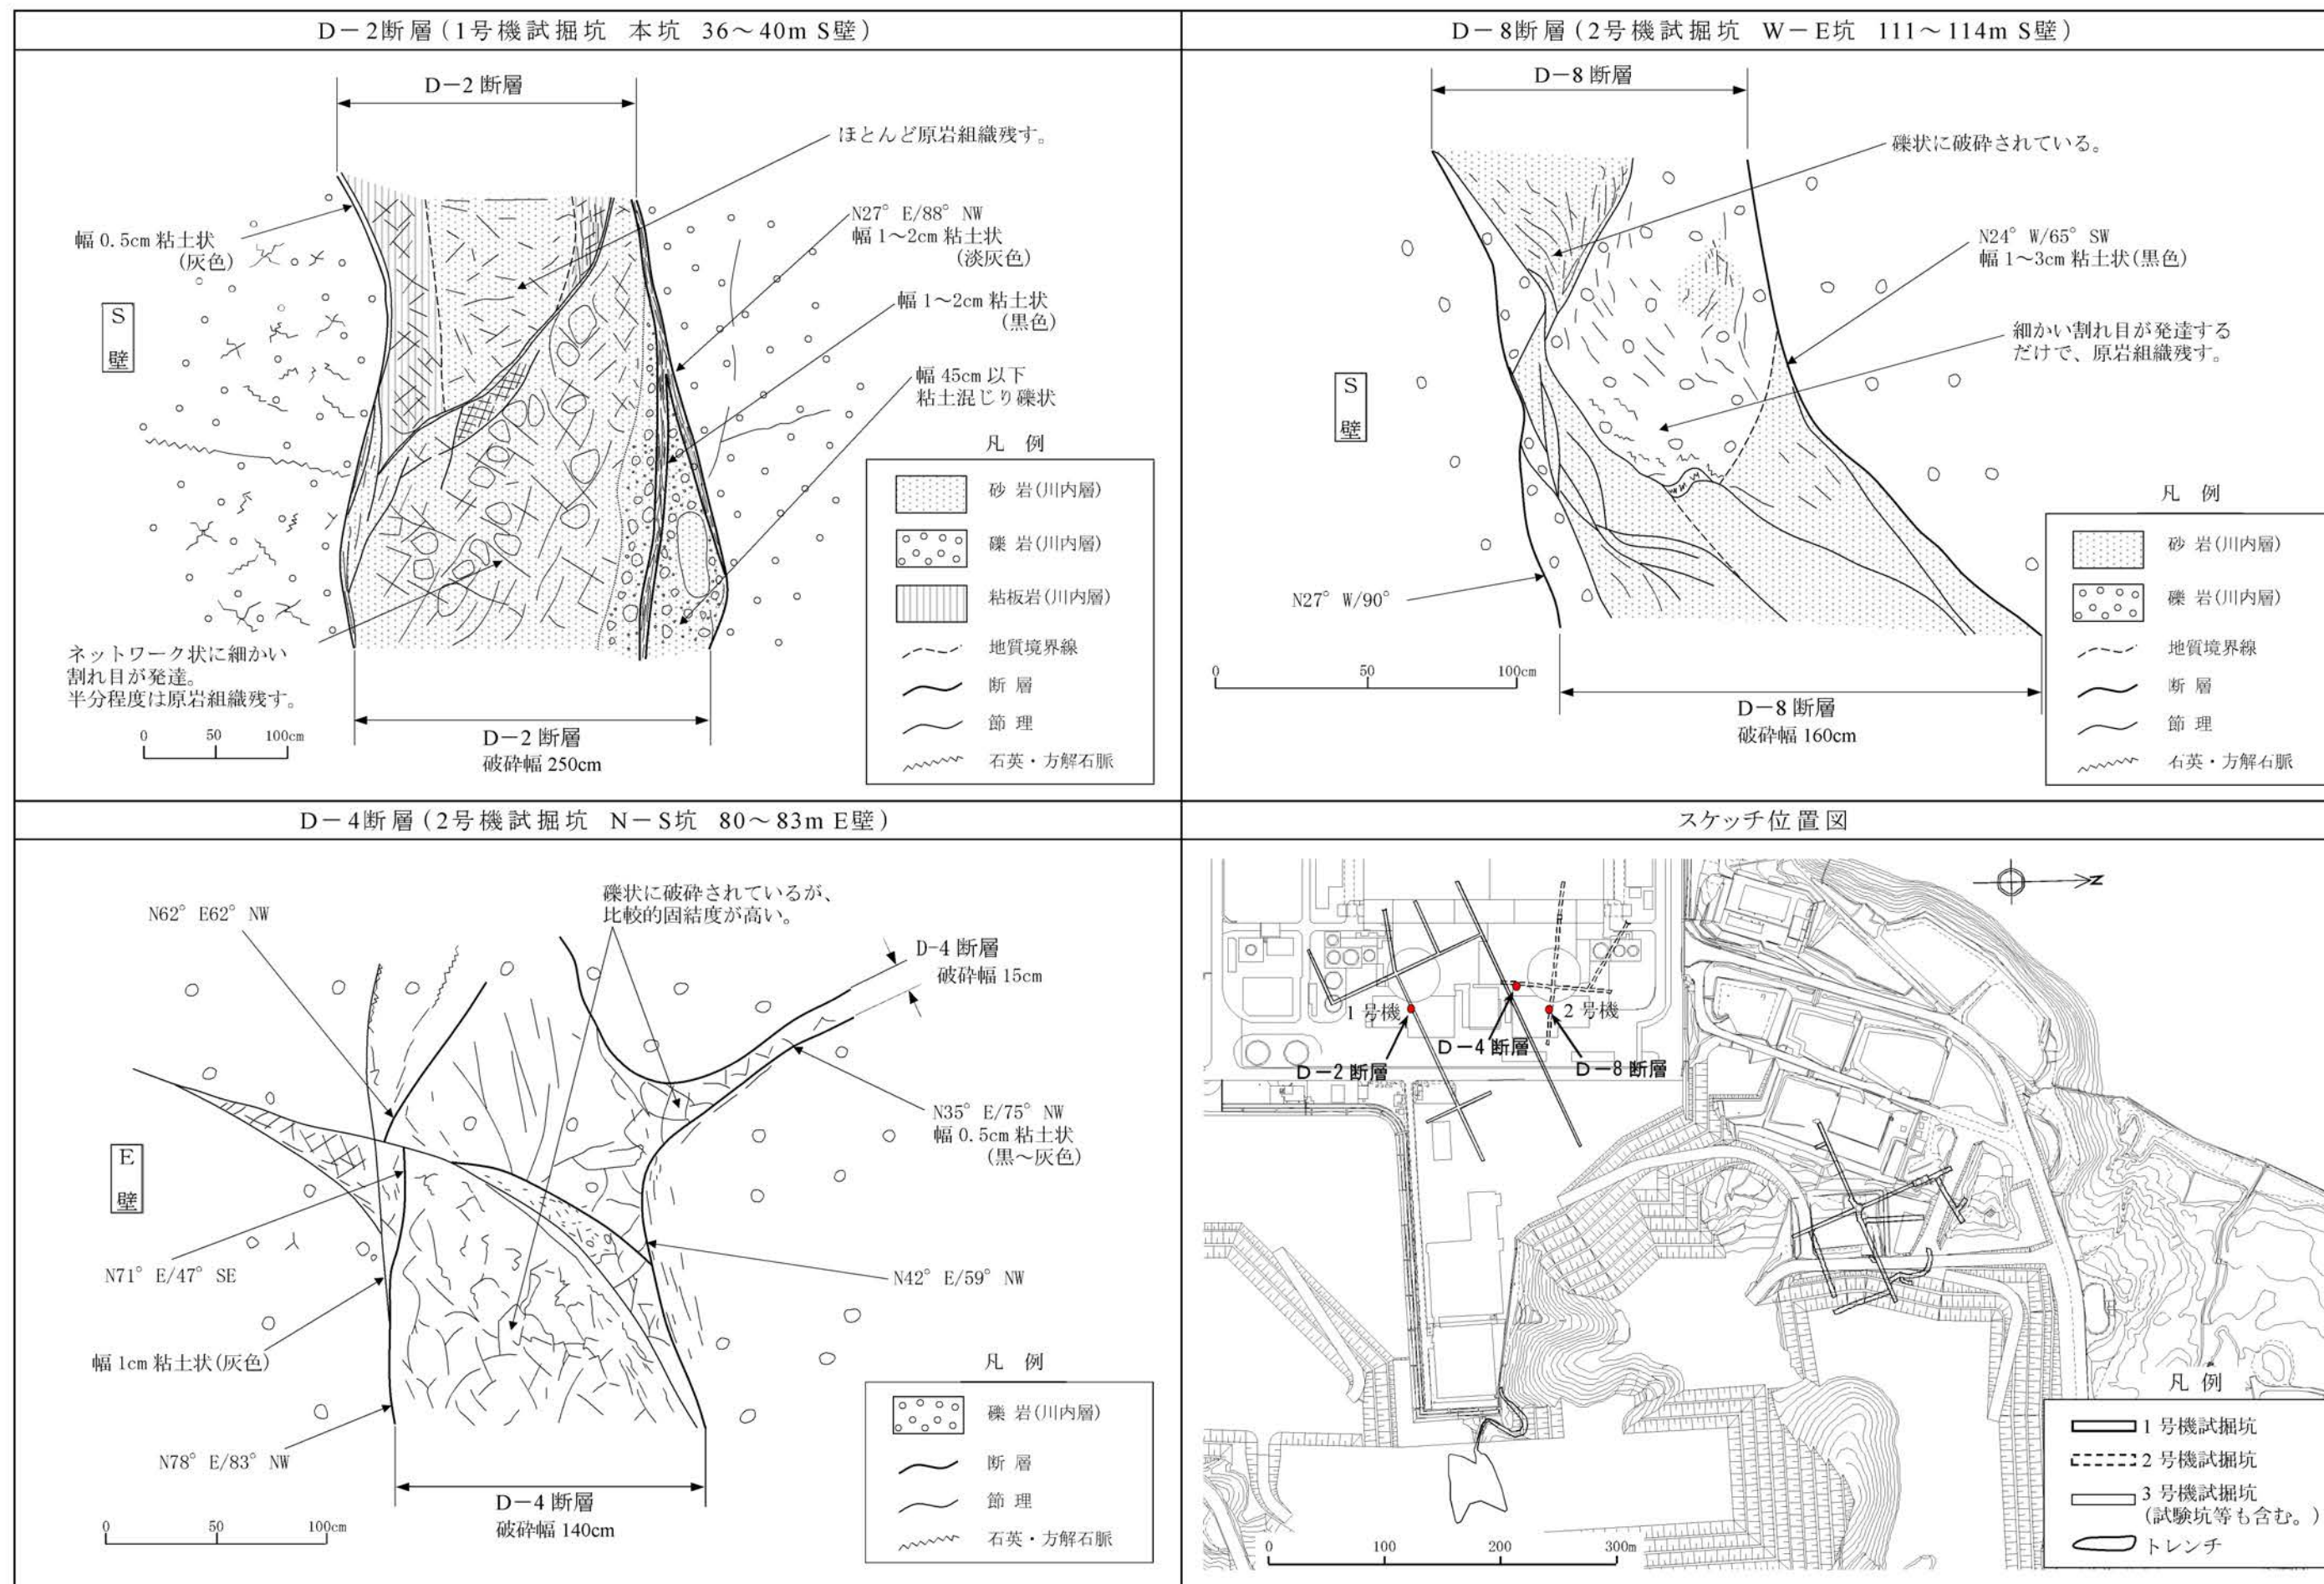 D－2断層（1号機試掘坑　本坑　36～40m S壁）
D－2 断層
ほとんど原岩組織残す。
幅 0.5cm 粘土状
（灰色）
N27° E/88° NW
幅 1～2cm 粘土状
（淡灰色）
幅 1～2cm 粘土状
（黒色）
幅 45cm 以下
粘土混じり礫状
S
壁
ネットワーク状に細かい
割れ目が発達。
半分程度は原岩組織残す。
0 50 100cm
D－2 断層
破砕幅 250cm
凡　例
砂 岩（川内層）
礫 岩（川内層）
粘板岩（川内層）
地質境界線
断 層
節 理
石英・方解石脈
D－8断層（2号機試掘坑　W－E坑　111～114m S壁）
D－8 断層
礫状に破砕されている。
N24° W/65° SW
幅 1～3cm 粘土状（黒色）
細かい割れ目が発達する
だけで、原岩組織残す。
S
壁
N27° W/90°
0 50 100cm
D－8 断層
破砕幅 160cm
凡　例
砂 岩（川内層）
礫 岩（川内層）
地質境界線
断 層
節 理
石英・方解石脈
D－4断層（2号機試掘坑　N－S坑　80～83m E壁）
N62° E62° NW
礫状に破砕されているが、
比較的固結度が高い。
D-4 断層
破砕幅 15cm
N35° E/75° NW
幅 0.5cm 粘土状
（黒～灰色）
E
壁
N71° E/47° SE
N42° E/59° NW
幅 1cm 粘土状（灰色）
N78° E/83° NW
D－4 断層
破砕幅 140cm
0 50 100cm
凡　例
礫 岩（川内層）
断 層
節 理
石英・方解石脈
スケッチ位置図
N
1 号機
2 号機
D－4 断層
D－2 断層
D－8 断層
0 100 200 300m
凡　例
1 号機試掘坑
2 号機試掘坑
3 号機試掘坑
（試験坑等も含む。）
トレンチ